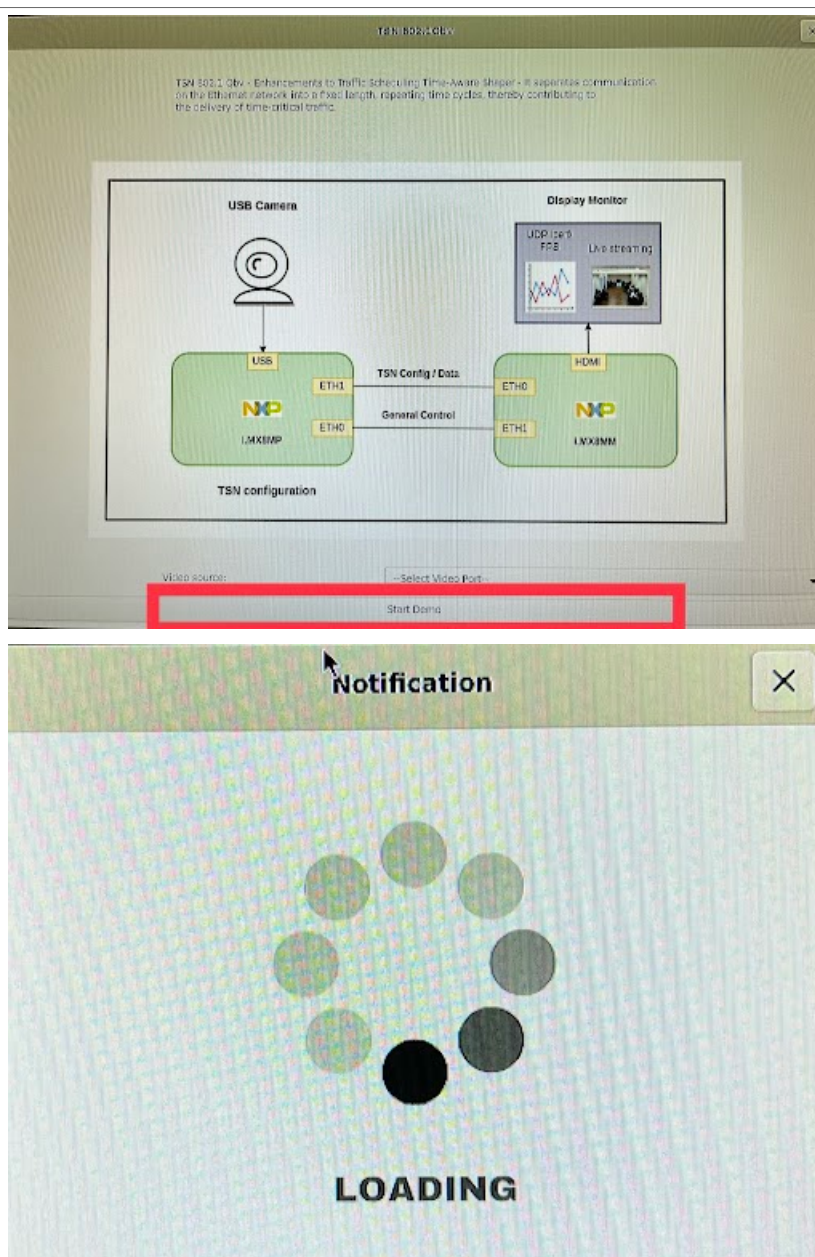 TSN 802.1Qbv
TSN 802.1 Qbv - Enhancements to Traffic Scheduling Time-Aware Shaper - It separates communication
on the Ethernet network into a fixed length, repeating time cycles, thereby contributing to
the delivery of time-critical traffic.
USB Camera
Display Monitor
UDP iperf
FPS
Live streaming
USB
HDMI
ETH1
TSN Config / Data
ETH0
NXP
NXP
ETH0
General Control
ETH1
i.MX8MP
i.MX8MM
TSN configuration
Video source:
--Select Video Port--
Start Demo
Notification
LOADING